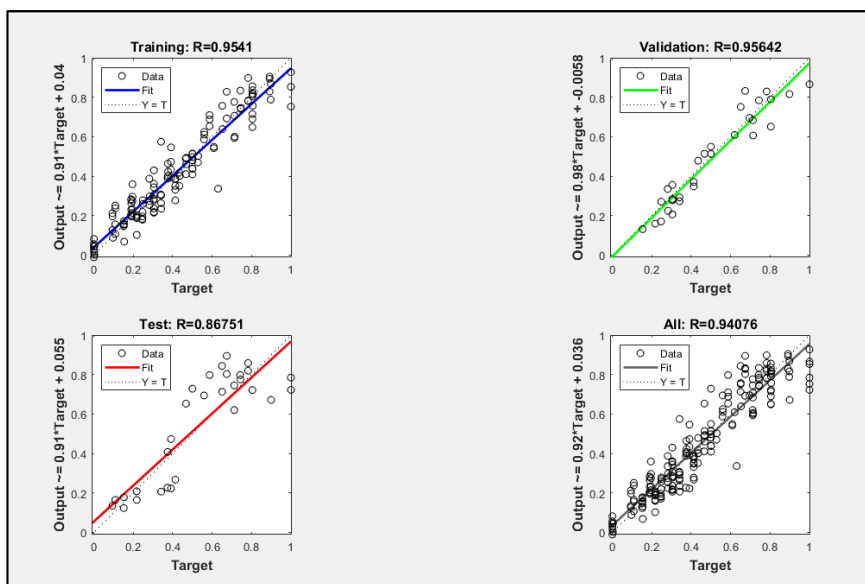 Training: R=0.9541
Output ~= 0.91*Target + 0.04
1
0.8
0.6
0.4
0.2
0
Data
Fit
Y = T
0 0.2 0.4 0.6 0.8 1
Target
Validation: R=0.95642
Output ~= 0.98*Target + -0.0058
1
0.8
0.6
0.4
0.2
0
Data
Fit
Y = T
0 0.2 0.4 0.6 0.8 1
Target
Test: R=0.86751
Output ~= 0.91*Target + 0.055
1
0.8
0.6
0.4
0.2
0
Data
Fit
Y = T
0 0.2 0.4 0.6 0.8 1
Target
All: R=0.94076
Output ~= 0.92*Target + 0.036
1
0.8
0.6
0.4
0.2
0
Data
Fit
Y = T
0 0.2 0.4 0.6 0.8 1
Target